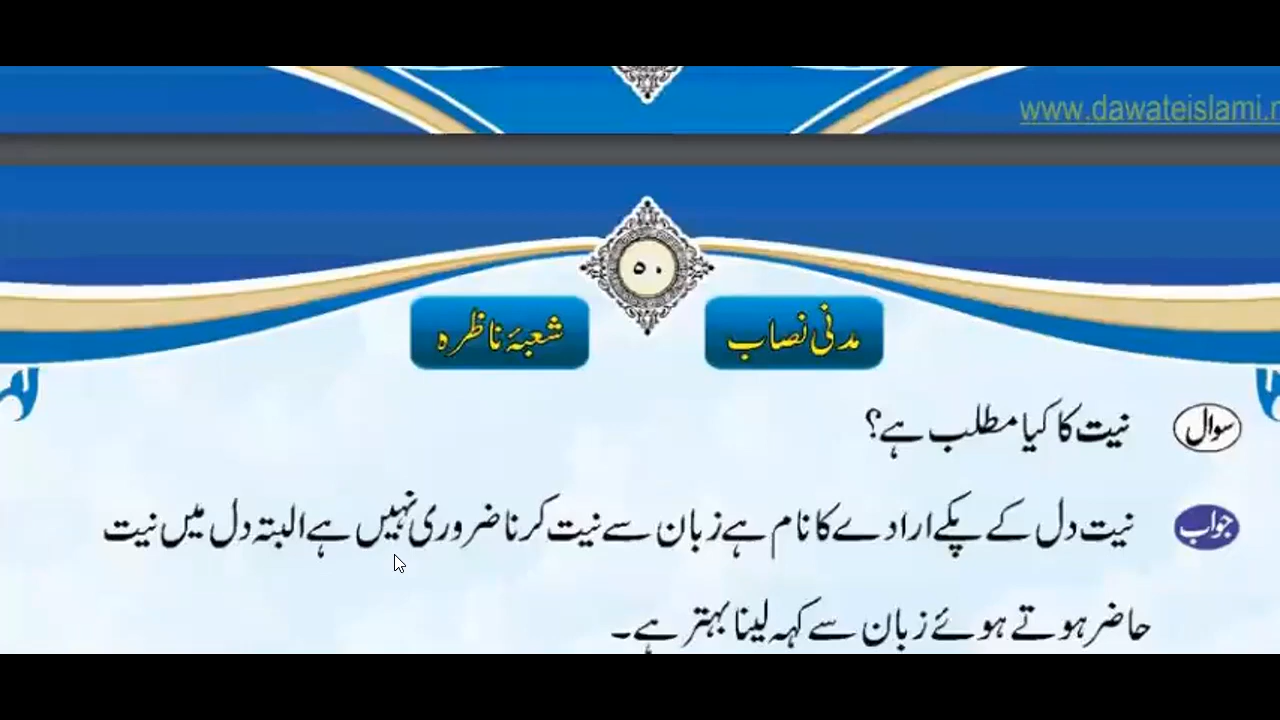 www.dawateislami.n
۵۰
مدنی نصاب
شعبۂ ناظرہ
سوال نیت کا کیا مطلب ہے؟
جواب نیت دل کے پکے ارادے کا نام ہے زبان سے نیت کرنا ضروری نہیں ہے البتہ دل میں نیت
حاضر ہوتے ہوئے زبان سے کہہ لینا بہتر ہے۔